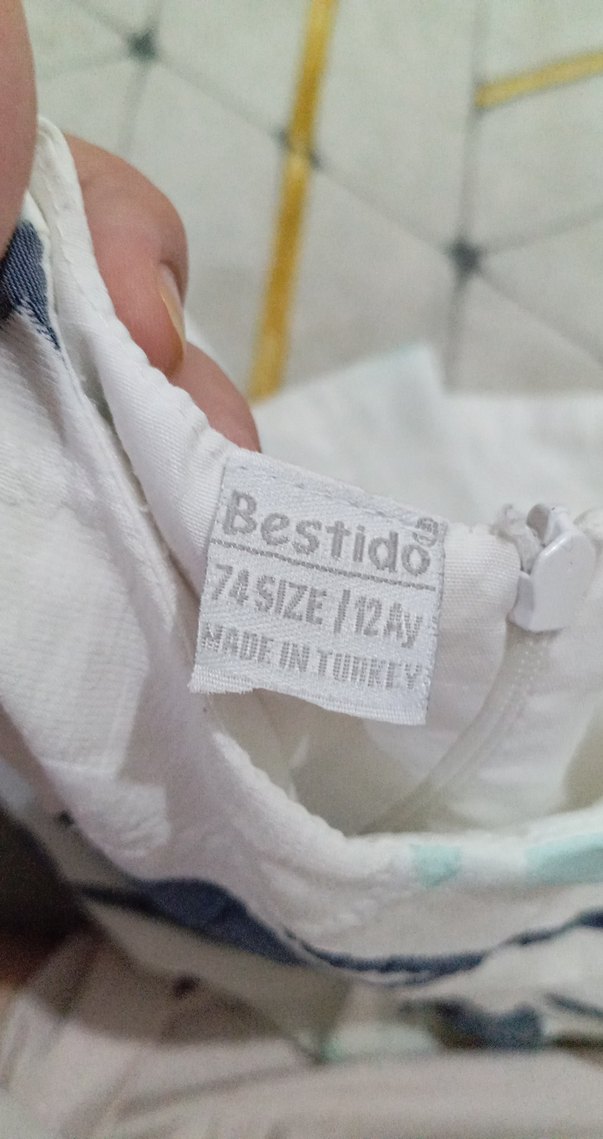 Bestido
74 SIZE / 12 Ay
MADE IN TURKEY